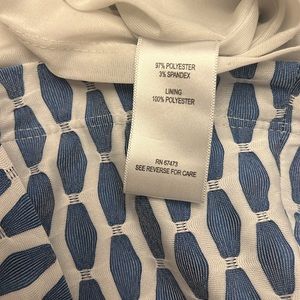 97% POLYESTER
3% SPANDEX
LINING
100% POLYESTER
RN 67473
SEE REVERSE FOR CARE